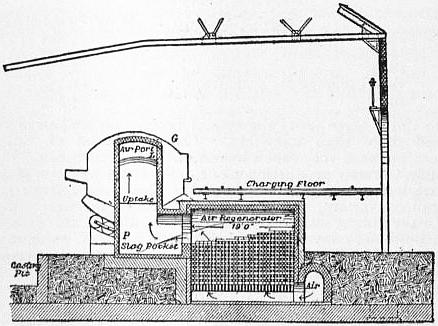 G
Air Port
L
Charging Floor
Uptake
Air Regenerator
19'0"
P
Slag Pocket
Casting
Pit
Air